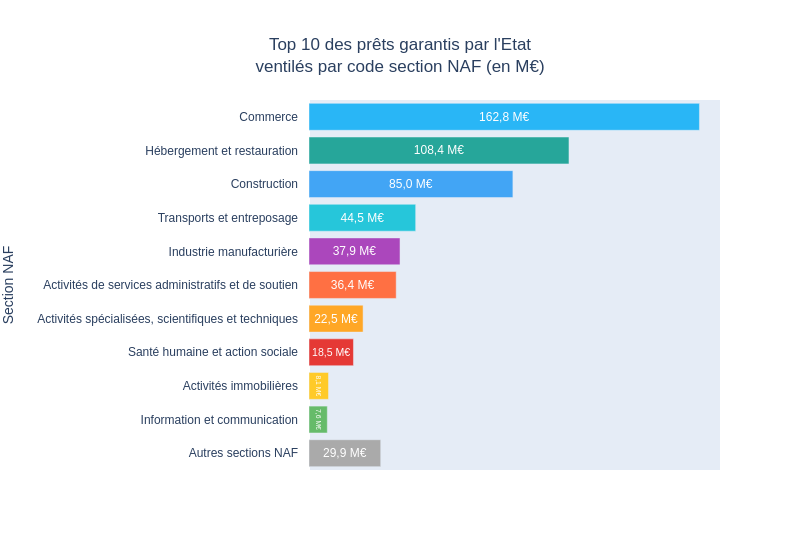 Top 10 des prêts garantis par l'Etat
ventilés par code section NAF (en M€)
Section NAF
Commerce 162,8 M€
Hébergement et restauration 108,4 M€
Construction 85,0 M€
Transports et entreposage 44,5 M€
Industrie manufacturière 37,9 M€
Activités de services administratifs et de soutien 36,4 M€
Activités spécialisées, scientifiques et techniques 22,5 M€
Santé humaine et action sociale 18,5 M€
Activités immobilières
Information et communication 7,6 M€
Autres sections NAF 29,9 M€